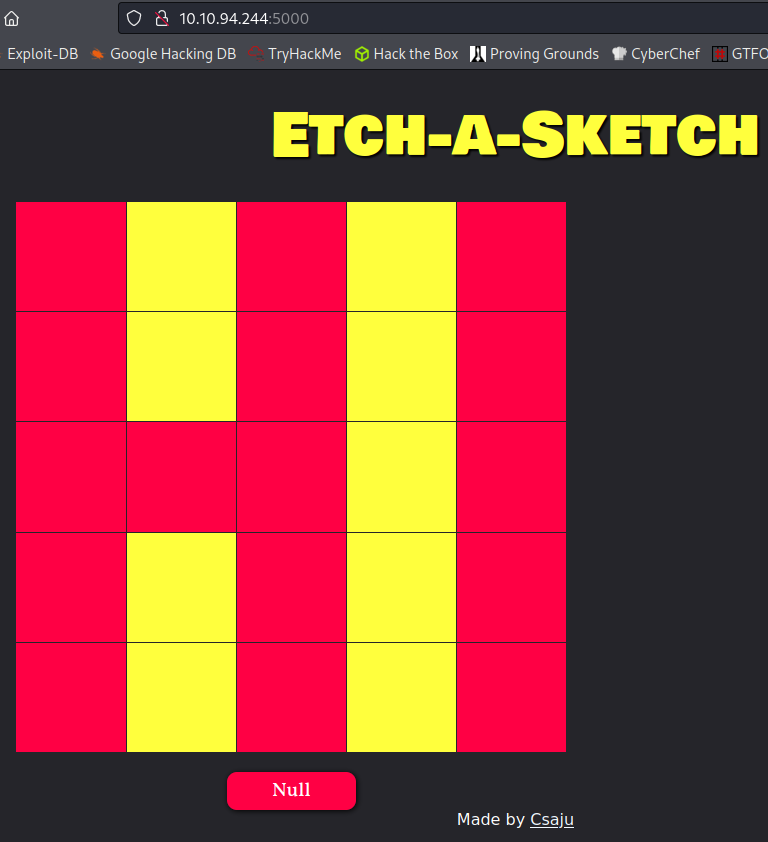 10.10.94.244:5000
Exploit-DB Google Hacking DB TryHackMe Hack the Box Proving Grounds CyberChef GTFO
Etch-a-Sketch
Null
Made by Csaju